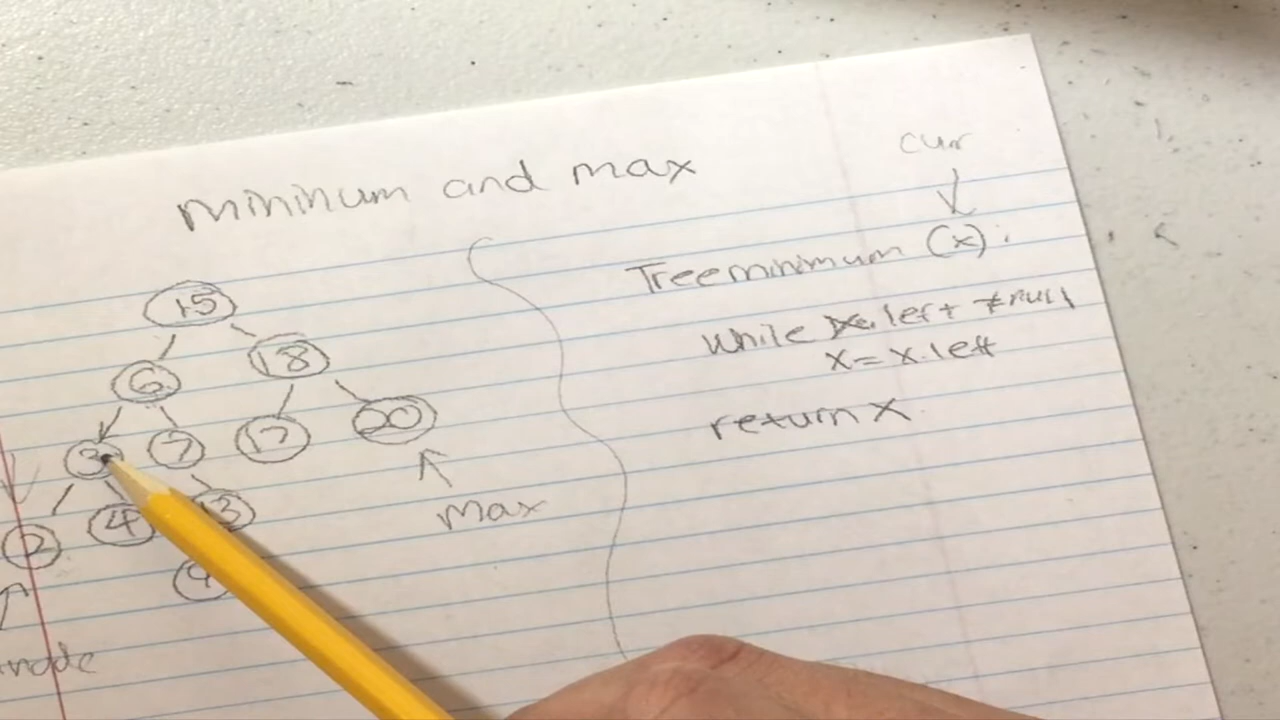 minimum and max
cur
Treeminimum (x):
15
while x.left ≠ null
18
x = x.left
6
20
return x
3 7 17
max
2 4 13
9
node